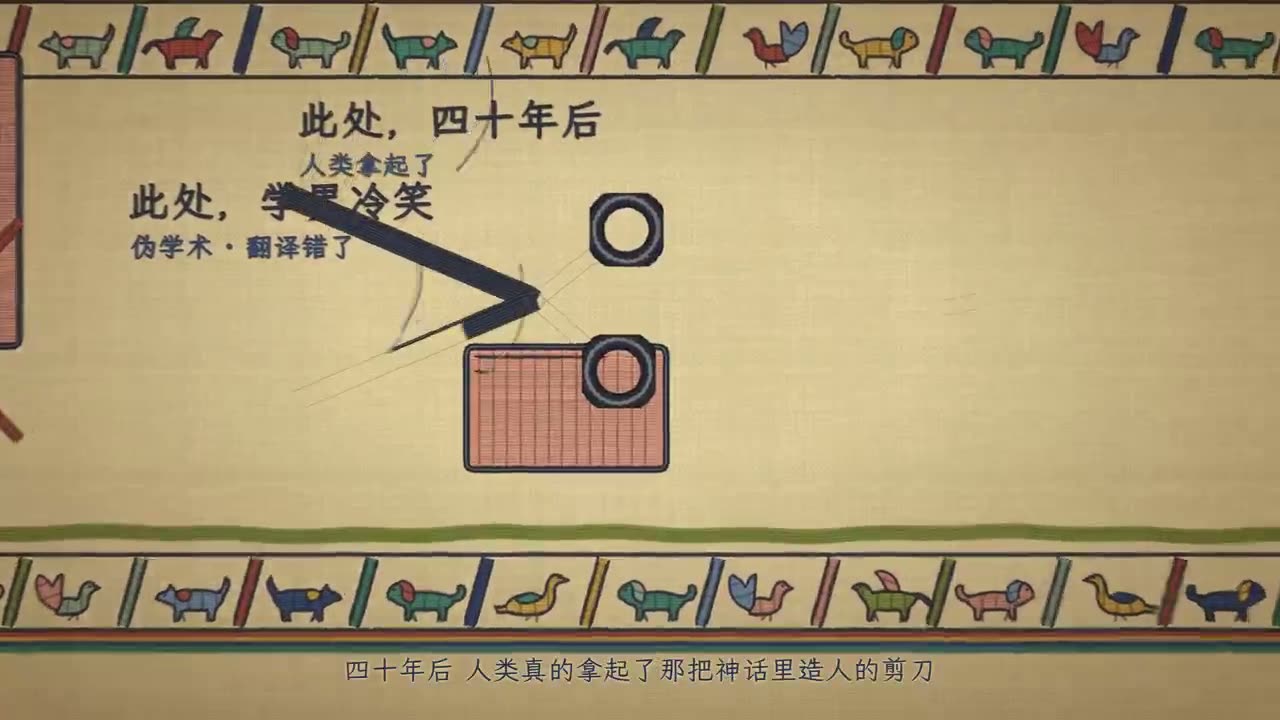 此处，四十年后
人类拿起了
此处，学界冷笑
伪学术·翻译错了
四十年后 人类真的拿起了那把神话里造人的剪刀